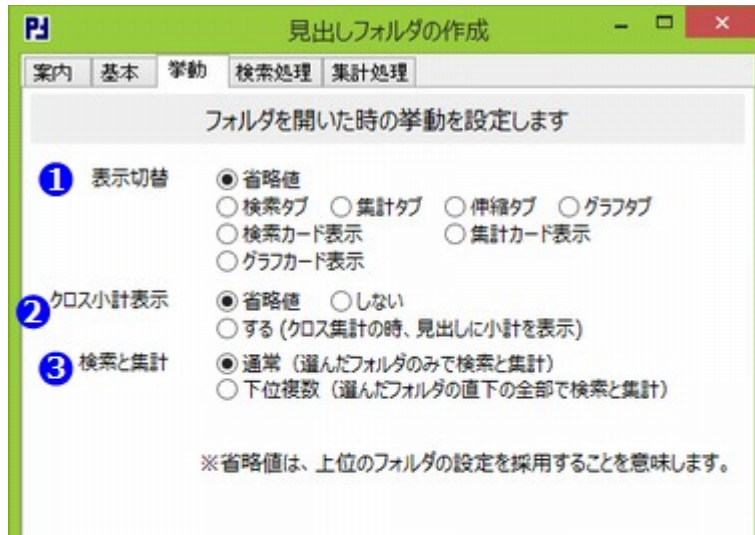 見出しフォルダの作成
案内 基本 挙動 検索処理 集計処理
フォルダを開いた時の挙動を設定します
1 表示切替 省略値
検索タブ 集計タブ 伸縮タブ グラフタブ
検索カード表示 集計カード表示
グラフカード表示
2 クロス小計表示 省略値 しない
する (クロス集計の時、見出しに小計を表示)
3 検索と集計 通常 (選んだフォルダのみで検索と集計)
下位複数 (選んだフォルダの直下の全部で検索と集計)
※省略値は、上位のフォルダの設定を採用することを意味します。